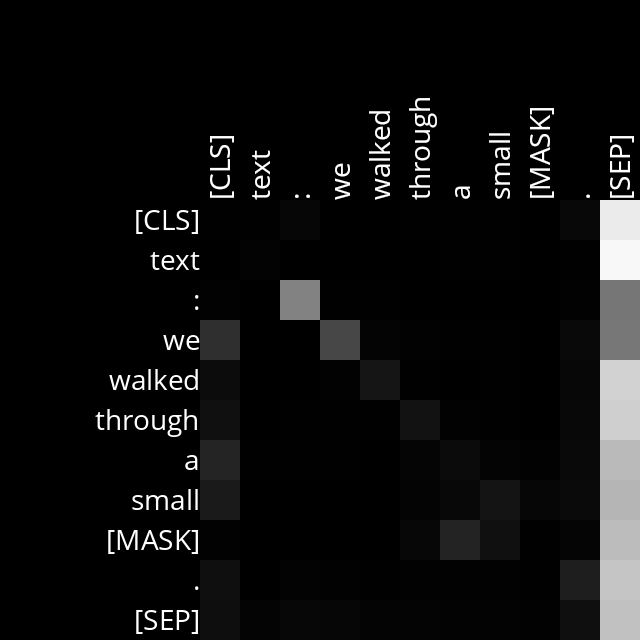 [CLS] text : we walked through a small [MASK] . [SEP]
[CLS]
text
:
we
walked
through
a
small
[MASK]
.
[SEP]